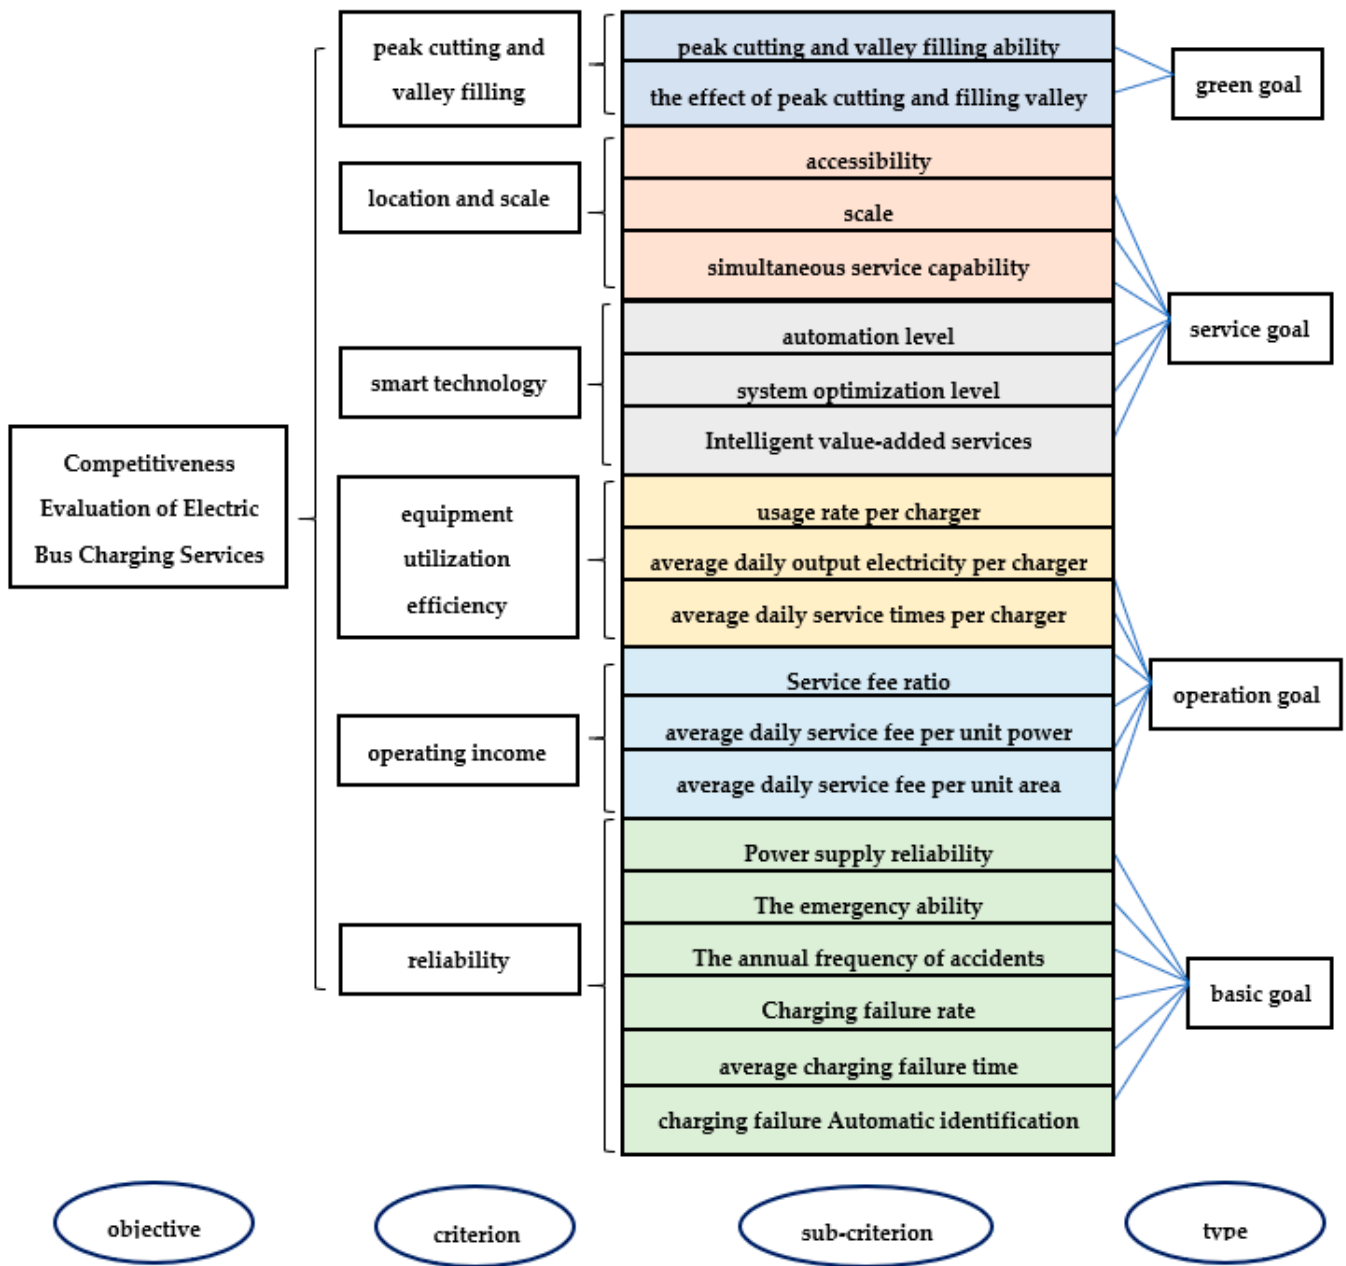 peak cutting and
valley filling
peak cutting and valley filling ability
the effect of peak cutting and filling valley
green goal
location and scale
accessibility
scale
simultaneous service capability
service goal
smart technology
automation level
system optimization level
Intelligent value-added services
Competitiveness
Evaluation of Electric
Bus Charging Services
equipment
utilization
efficiency
usage rate per charger
average daily output electricity per charger
average daily service times per charger
operation goal
operating income
Service fee ratio
average daily service fee per unit power
average daily service fee per unit area
reliability
Power supply reliability
The emergency ability
The annual frequency of accidents
Charging failure rate
average charging failure time
charging failure Automatic identification
basic goal
objective
criterion
sub-criterion
type